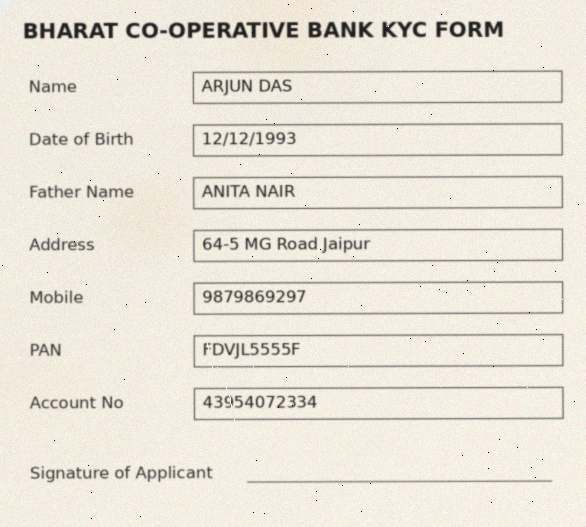 BHARAT CO-OPERATIVE BANK KYC FORM
Name ARJUN DAS
Date of Birth 12/12/1993
Father Name ANITA NAIR
Address 64-5 MG Road Jaipur
Mobile 9879869297
PAN FDVJL5555F
Account No 43954072334
Signature of Applicant